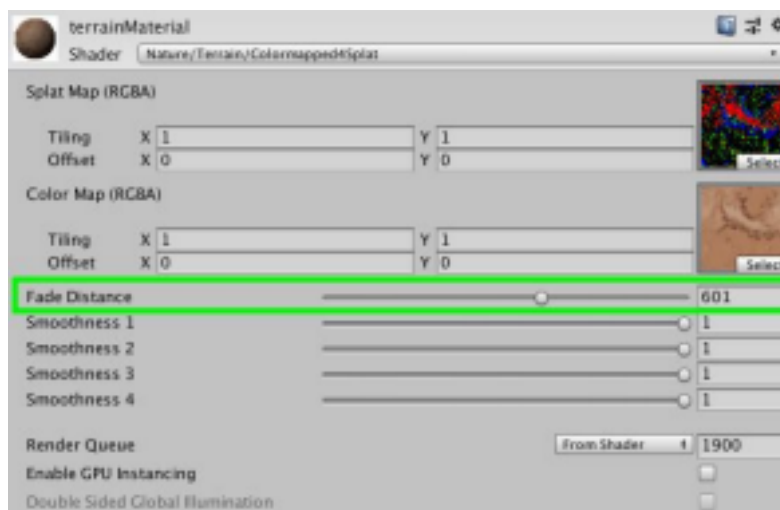 terrainMaterial
Shader Nature/Terrain/Colormapped4Splat
Splat Map (RGBA)
Tiling X 1 Y 1
Offset X 0 Y 0
Selec
Color Map (RGBA)
Tiling X 1 Y 1
Offset X 0 Y 0
Selec
Fade Distance 601
Smoothness 1 1
Smoothness 2 1
Smoothness 3 1
Smoothness 4 1
Render Queue From Shader 1900
Enable GPU Instancing
Double Sided Global Illumination